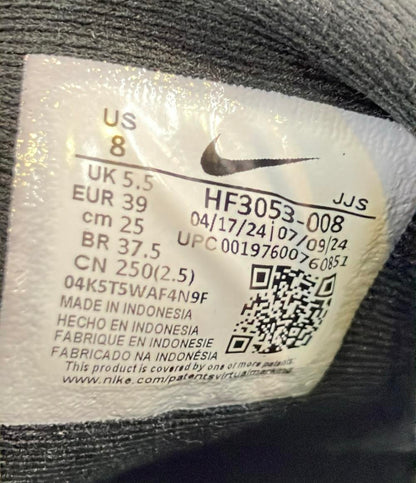 US
8
UK 5.5
EUR 39
cm 25
BR 37.5
CN 250(2.5)
04K5T5WAF4N9F
JJS
HF3053-008
04/17/24|07/09/24
UPC 00197600760851
MADE IN INDONESIA
HECHO EN INDONESIA
FABRIQUE EN INDONESIE
FABRICADO NA INDONÉSIA
This product is covered by one or more patents.
www.nike.com/patentsvirtualmarking